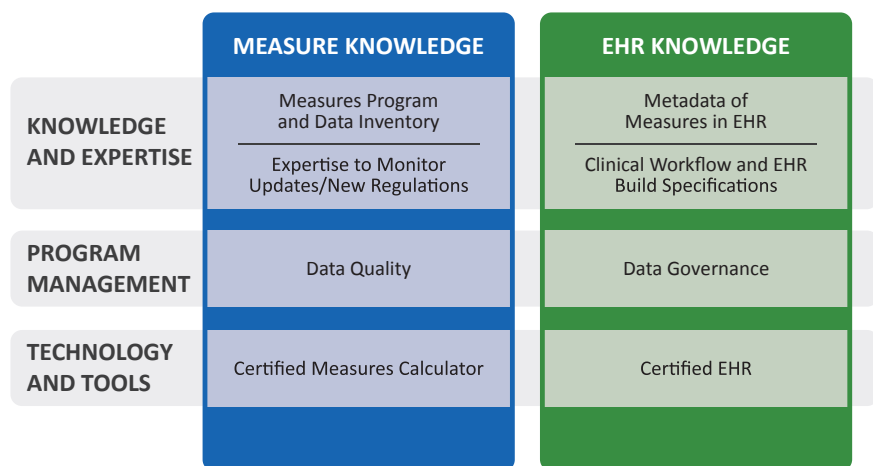 MEASURE KNOWLEDGE
EHR KNOWLEDGE
KNOWLEDGE
AND EXPERTISE
Measures Program
and Data Inventory
Expertise to Monitor
Updates/New Regulations
Metadata of
Measures in EHR
Clinical Workflow and EHR
Build Specifications
PROGRAM
MANAGEMENT
Data Quality
Data Governance
TECHNOLOGY
AND TOOLS
Certified Measures Calculator
Certified EHR